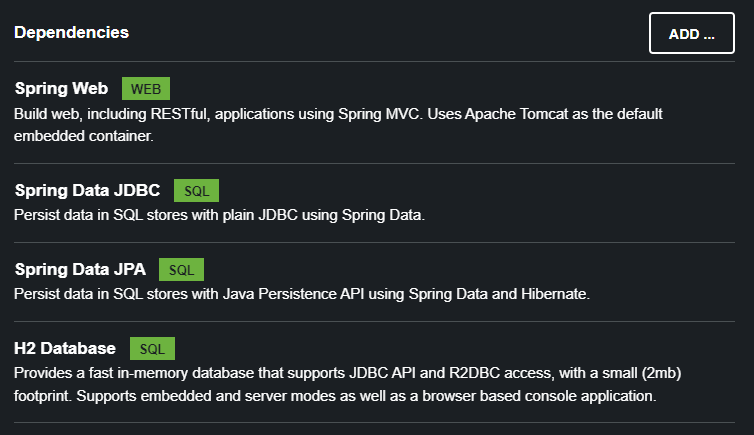 Dependencies
ADD ...
Spring Web WEB
Build web, including RESTful, applications using Spring MVC. Uses Apache Tomcat as the default
embedded container.
Spring Data JDBC SQL
Persist data in SQL stores with plain JDBC using Spring Data.
Spring Data JPA SQL
Persist data in SQL stores with Java Persistence API using Spring Data and Hibernate.
H2 Database SQL
Provides a fast in-memory database that supports JDBC API and R2DBC access, with a small (2mb)
footprint. Supports embedded and server modes as well as a browser based console application.